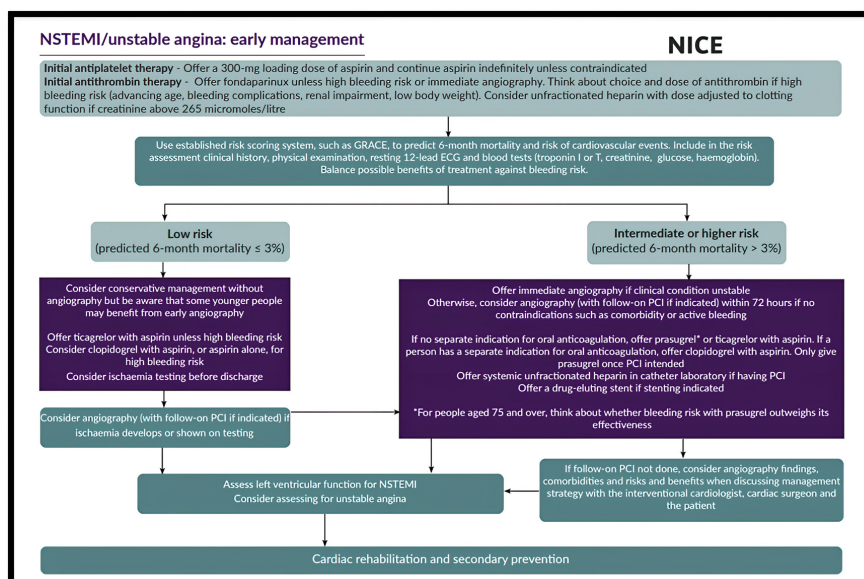 NSTEMI/unstable angina: early management
NICE
Initial antiplatelet therapy - Offer a 300-mg loading dose of aspirin and continue aspirin indefinitely unless contraindicated
Initial antithrombin therapy - Offer fondaparinux unless high bleeding risk or immediate angiography. Think about choice and dose of antithrombin if high
bleeding risk (advancing age, bleeding complications, renal impairment, low body weight). Consider unfractionated heparin with dose adjusted to clotting
function if creatinine above 265 micromoles/litre
Use established risk scoring system, such as GRACE, to predict 6-month mortality and risk of cardiovascular events. Include in the risk
assessment clinical history, physical examination, resting 12-lead ECG and blood tests (troponin I or T, creatinine, glucose, haemoglobin).
Balance possible benefits of treatment against bleeding risk.
Low risk
(predicted 6-month mortality ≤ 3%)
Consider conservative management without
angiography but be aware that some younger people
may benefit from early angiography
Offer ticagrelor with aspirin unless high bleeding risk
Consider clopidogrel with aspirin, or aspirin alone, for
high bleeding risk
Consider ischaemia testing before discharge
Consider angiography (with follow-on PCI if indicated) if
ischaemia develops or shown on testing
Intermediate or higher risk
(predicted 6-month mortality > 3%)
Offer immediate angiography if clinical condition unstable
Otherwise, consider angiography (with follow-on PCI if indicated) within 72 hours if no
contraindications such as comorbidity or active bleeding
If no separate indication for oral anticoagulation, offer prasugrel* or ticagrelor with aspirin. If a
person has a separate indication for oral anticoagulation, offer clopidogrel with aspirin. Only give
prasugrel once PCI intended
Offer systemic unfractionated heparin in catheter laboratory if having PCI
Offer a drug-eluting stent if stenting indicated
*For people aged 75 and over, think about whether bleeding risk with prasugrel outweighs its
effectiveness
Assess left ventricular function for NSTEMI
Consider assessing for unstable angina
If follow-on PCI not done, consider angiography findings,
comorbidities and risks and benefits when discussing management
strategy with the interventional cardiologist, cardiac surgeon and
the patient
Cardiac rehabilitation and secondary prevention